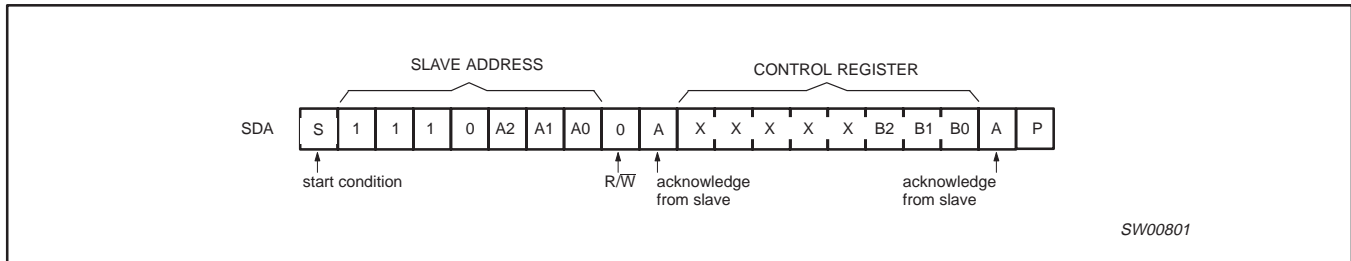 SLAVE ADDRESS CONTROL REGISTER
SDA S 1 1 1 0 A2 A1 A0 0 A X X X X X B2 B1 B0 A P
start condition R/W̅ acknowledge from slave acknowledge from slave
SW00801